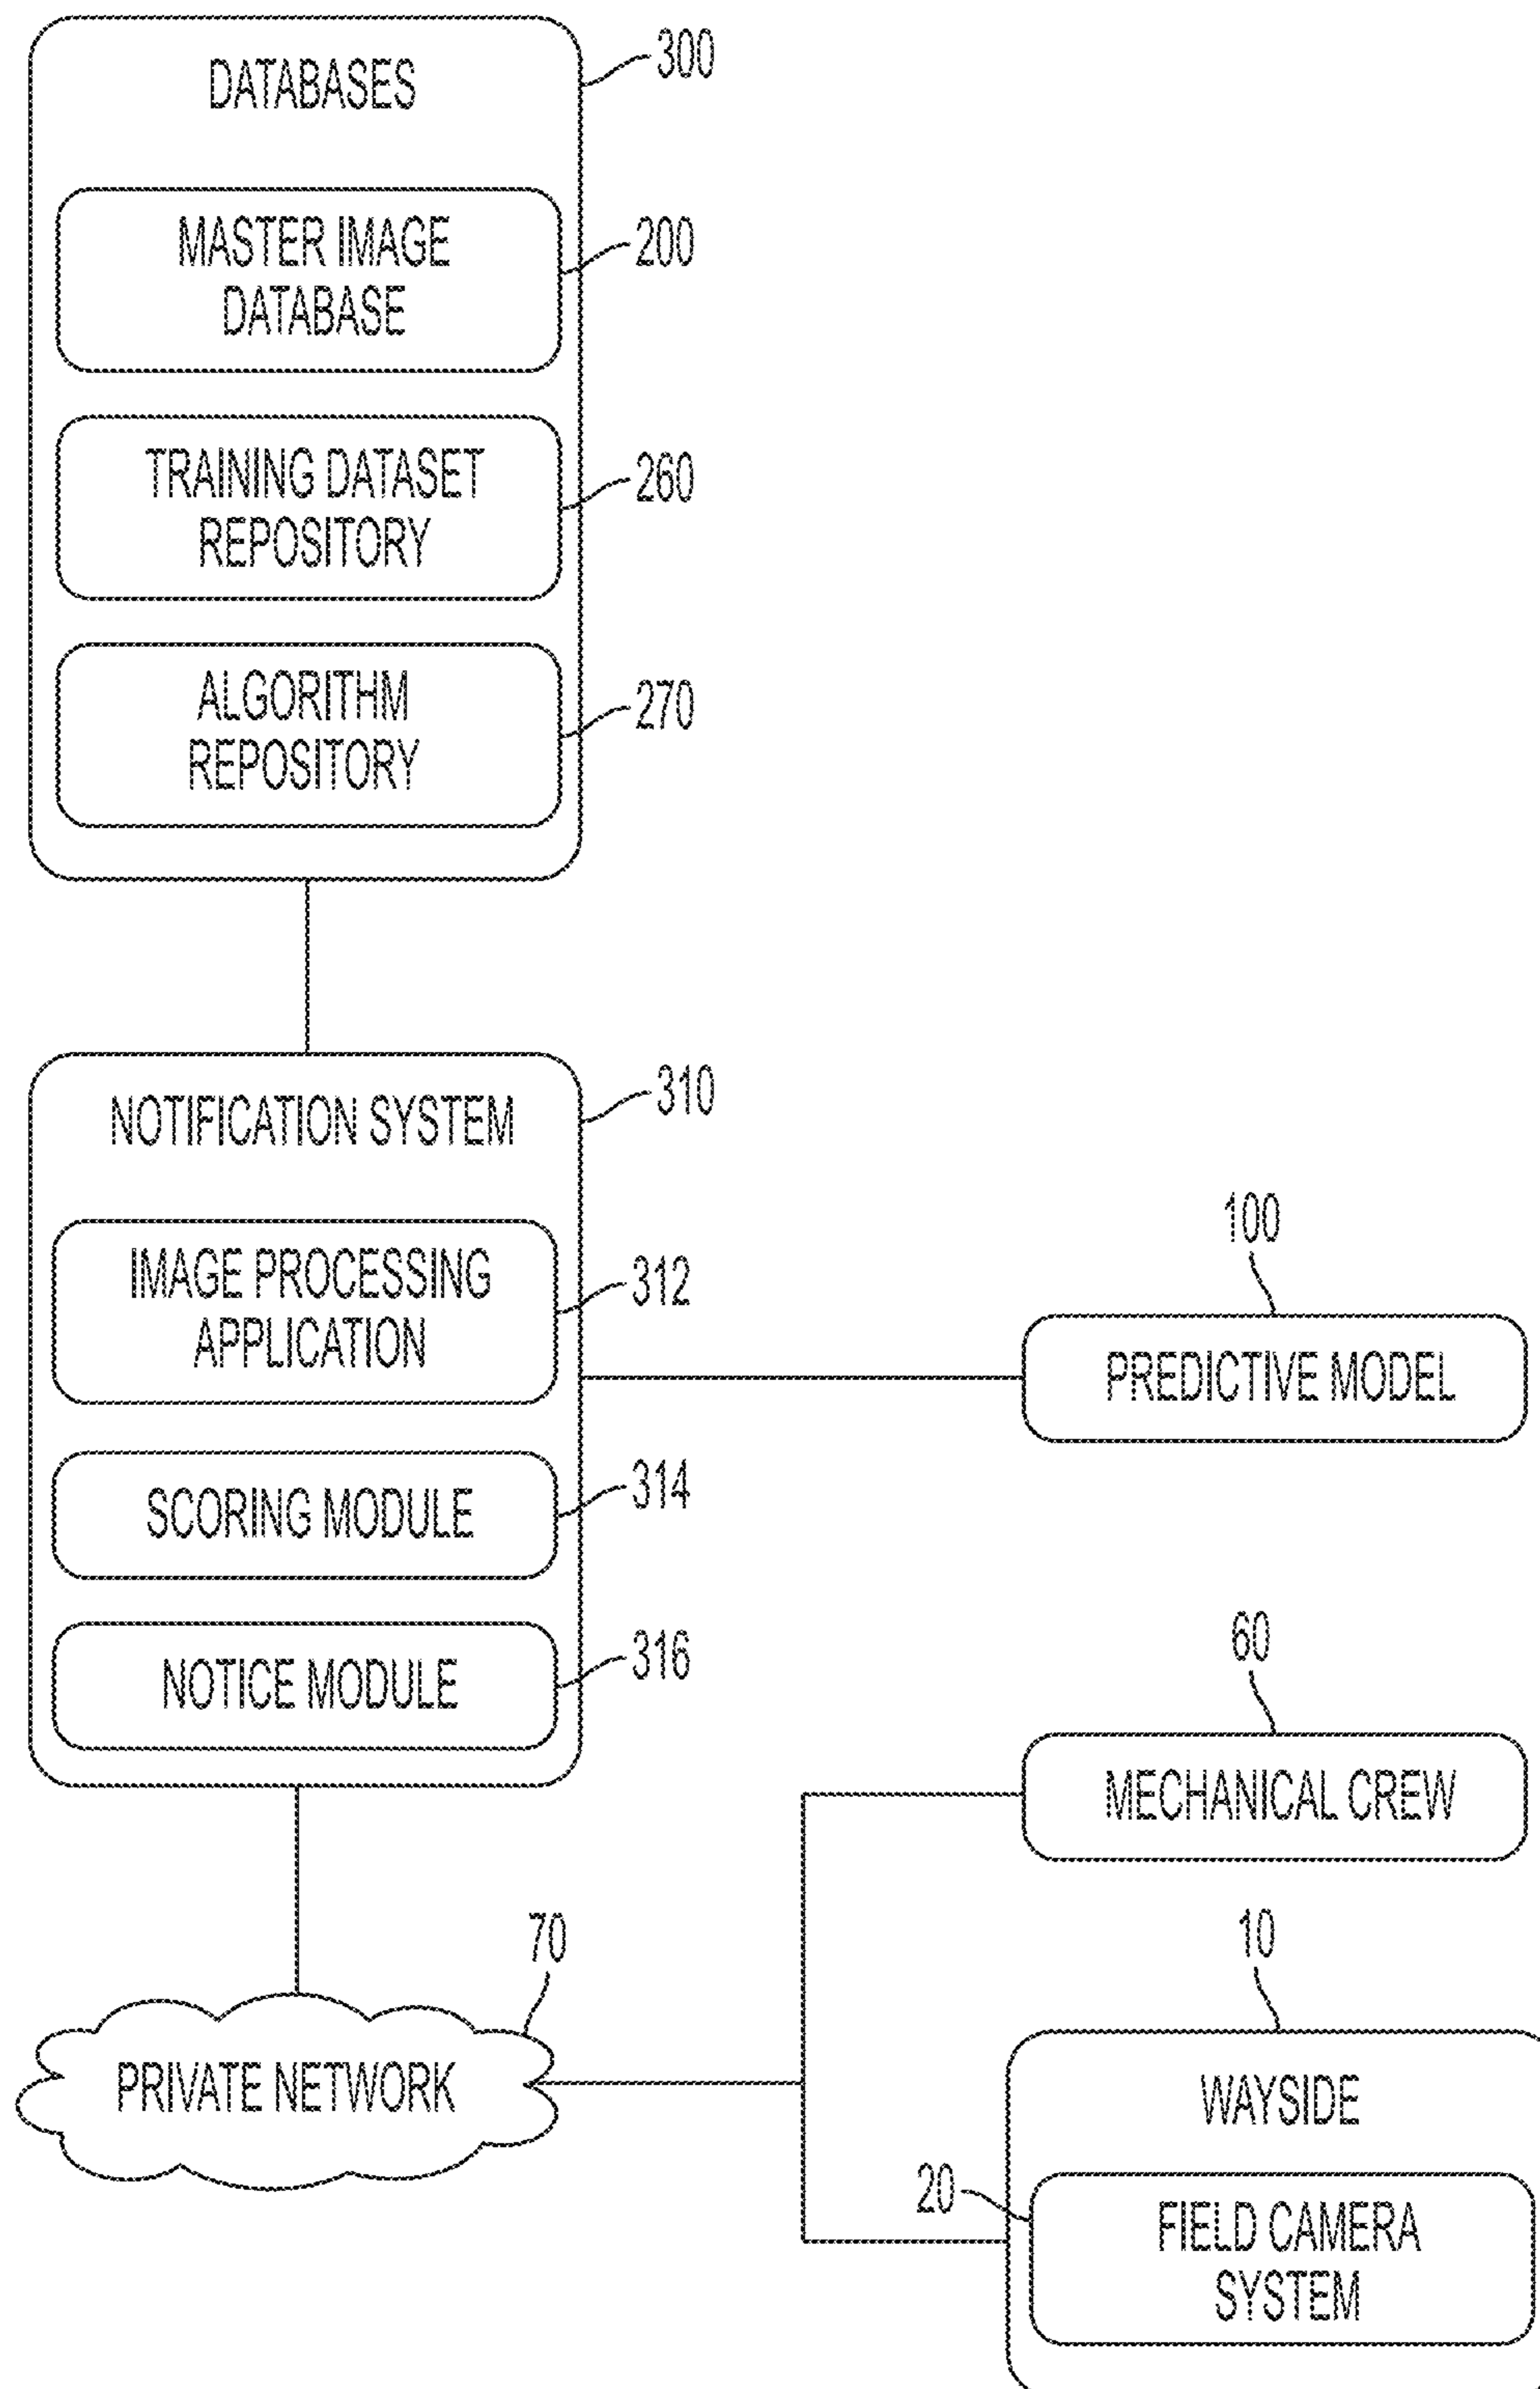 DATABASES
300
MASTER IMAGE
DATABASE
200
TRAINING DATASET
REPOSITORY
260
ALGORITHM
REPOSITORY
270
NOTIFICATION SYSTEM
310
IMAGE PROCESSING
APPLICATION
312
SCORING MODULE
314
NOTICE MODULE
316
100
PREDICTIVE MODEL
60
MECHANICAL CREW
70
PRIVATE NETWORK
10
WAYSIDE
20
FIELD CAMERA
SYSTEM